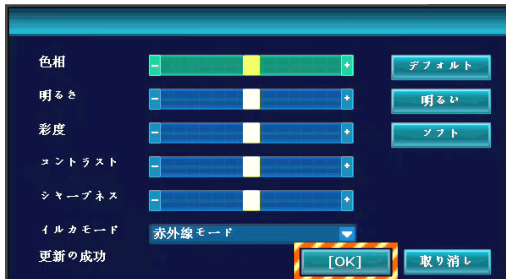 色相 - + デフォルト
明るさ - + 明るい
彩度 - + ソフト
コントラスト - +
シャープネス - +
イルカモード 赤外線モード
更新の成功 [OK] 取り消し